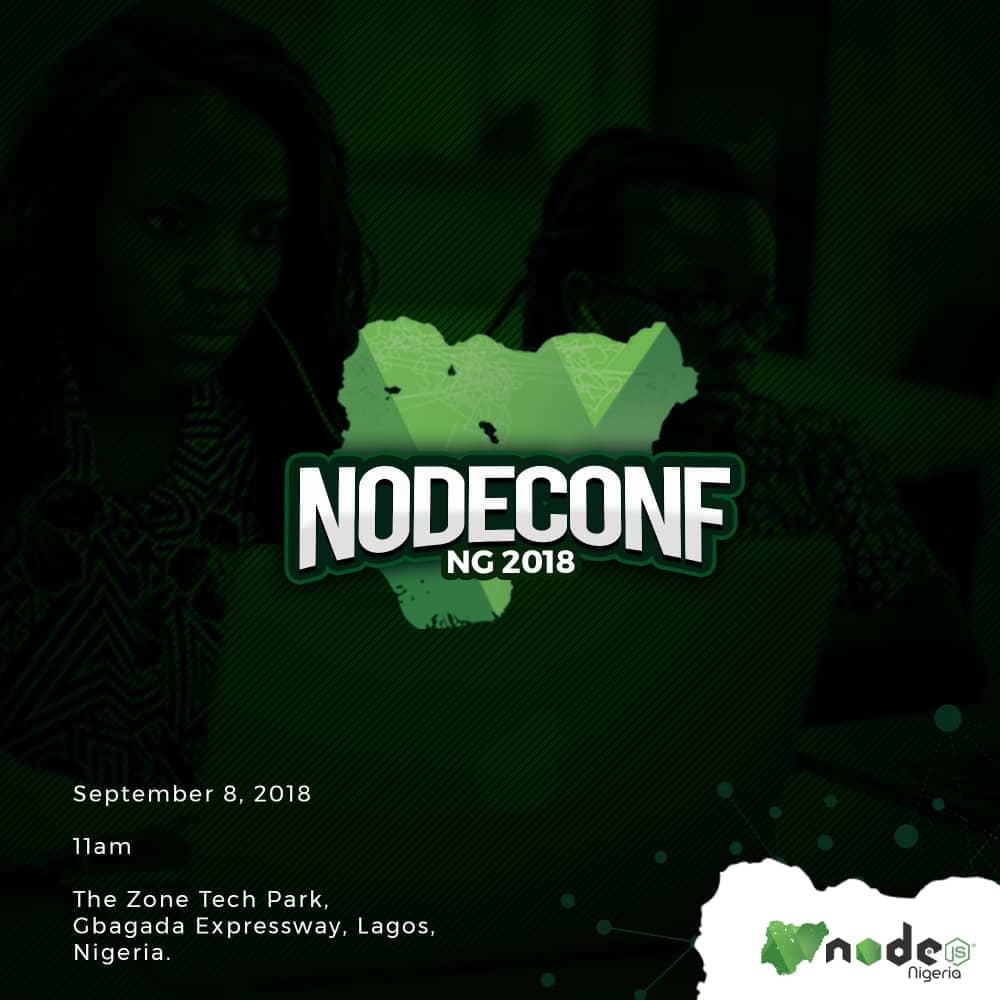 NODECONF
NG 2018
September 8, 2018
11am
The Zone Tech Park,
Gbagada Expressway, Lagos,
Nigeria.
node JS
Nigeria